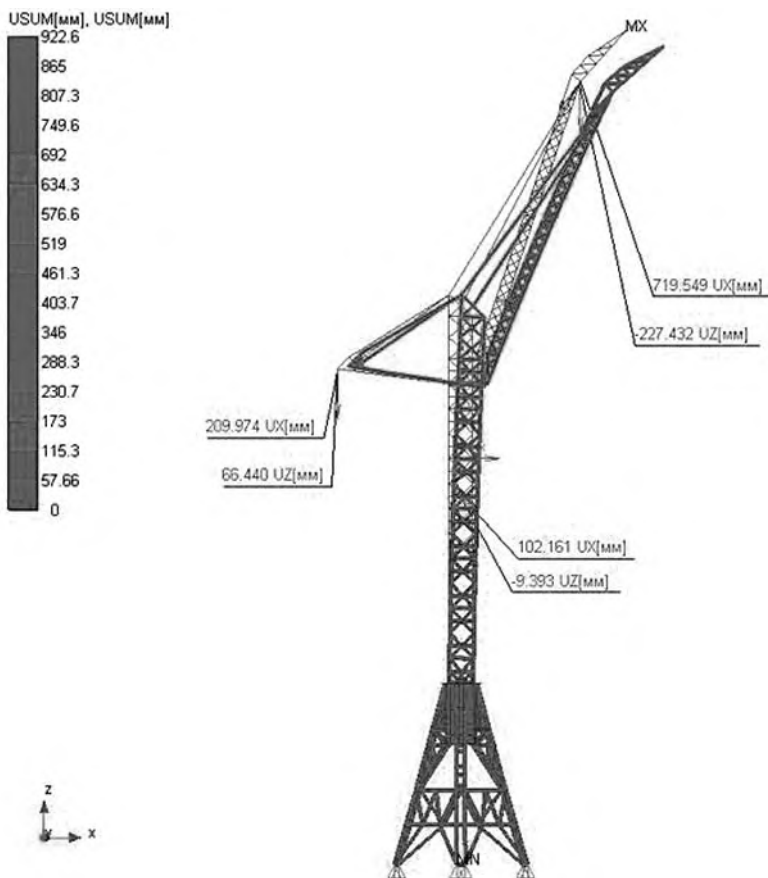 USUM[мм], USUM[мм]
922.6
865
807.3
749.6
692
634.3
576.6
519
461.3
403.7
346
288.3
230.7
173
115.3
57.66
0
MX
719.549 UX[мм]
-227.432 UZ[мм]
209.974 UX[мм]
66.440 UZ[мм]
102.161 UX[мм]
-9.393 UZ[мм]
z
Y
x
MN